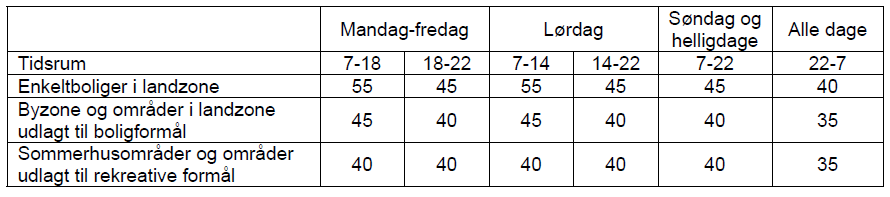 Mandag-fredag Lørdag Søndag og helligdage Alle dage
Tidsrum 7-18 18-22 7-14 14-22 7-22 22-7
Enkeltboliger i landzone 55 45 55 45 45 40
Byzone og områder i landzone
udlagt til boligformål 45 40 45 40 40 35
Sommerhusområder og områder
udlagt til rekreative formål 40 40 40 40 40 35